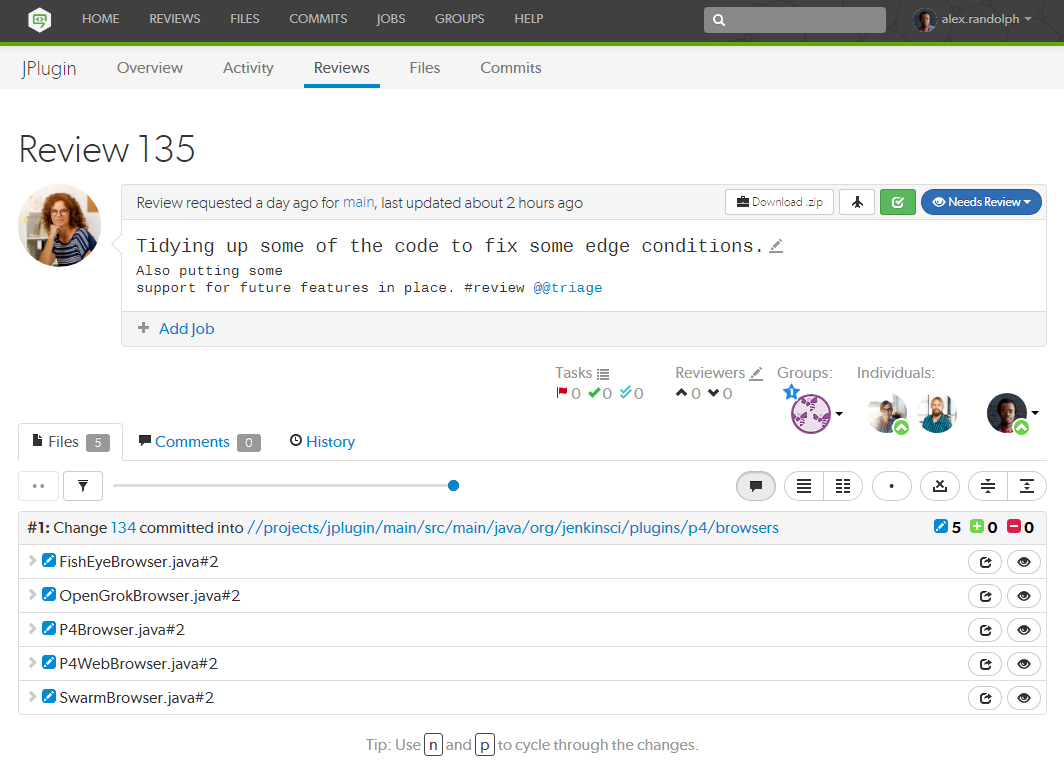 HOME REVIEWS FILES COMMITS JOBS GROUPS HELP alex.randolph
JPlugin Overview Activity Reviews Files Commits
Review 135
Review requested a day ago for main, last updated about 2 hours ago Download .zip Needs Review
Tidying up some of the code to fix some edge conditions.
Also putting some
support for future features in place. #review @@triage
Add Job
Tasks Reviewers Groups: Individuals:
0 0 0 0 0 1
Files 5 Comments 0 History
#1: Change 134 committed into //projects/jplugin/main/src/main/java/org/jenkinsci/plugins/p4/browsers 5 0 0
FishEyeBrowser.java#2
OpenGrokBrowser.java#2
P4Browser.java#2
P4WebBrowser.java#2
SwarmBrowser.java#2
Tip: Use n and p to cycle through the changes.